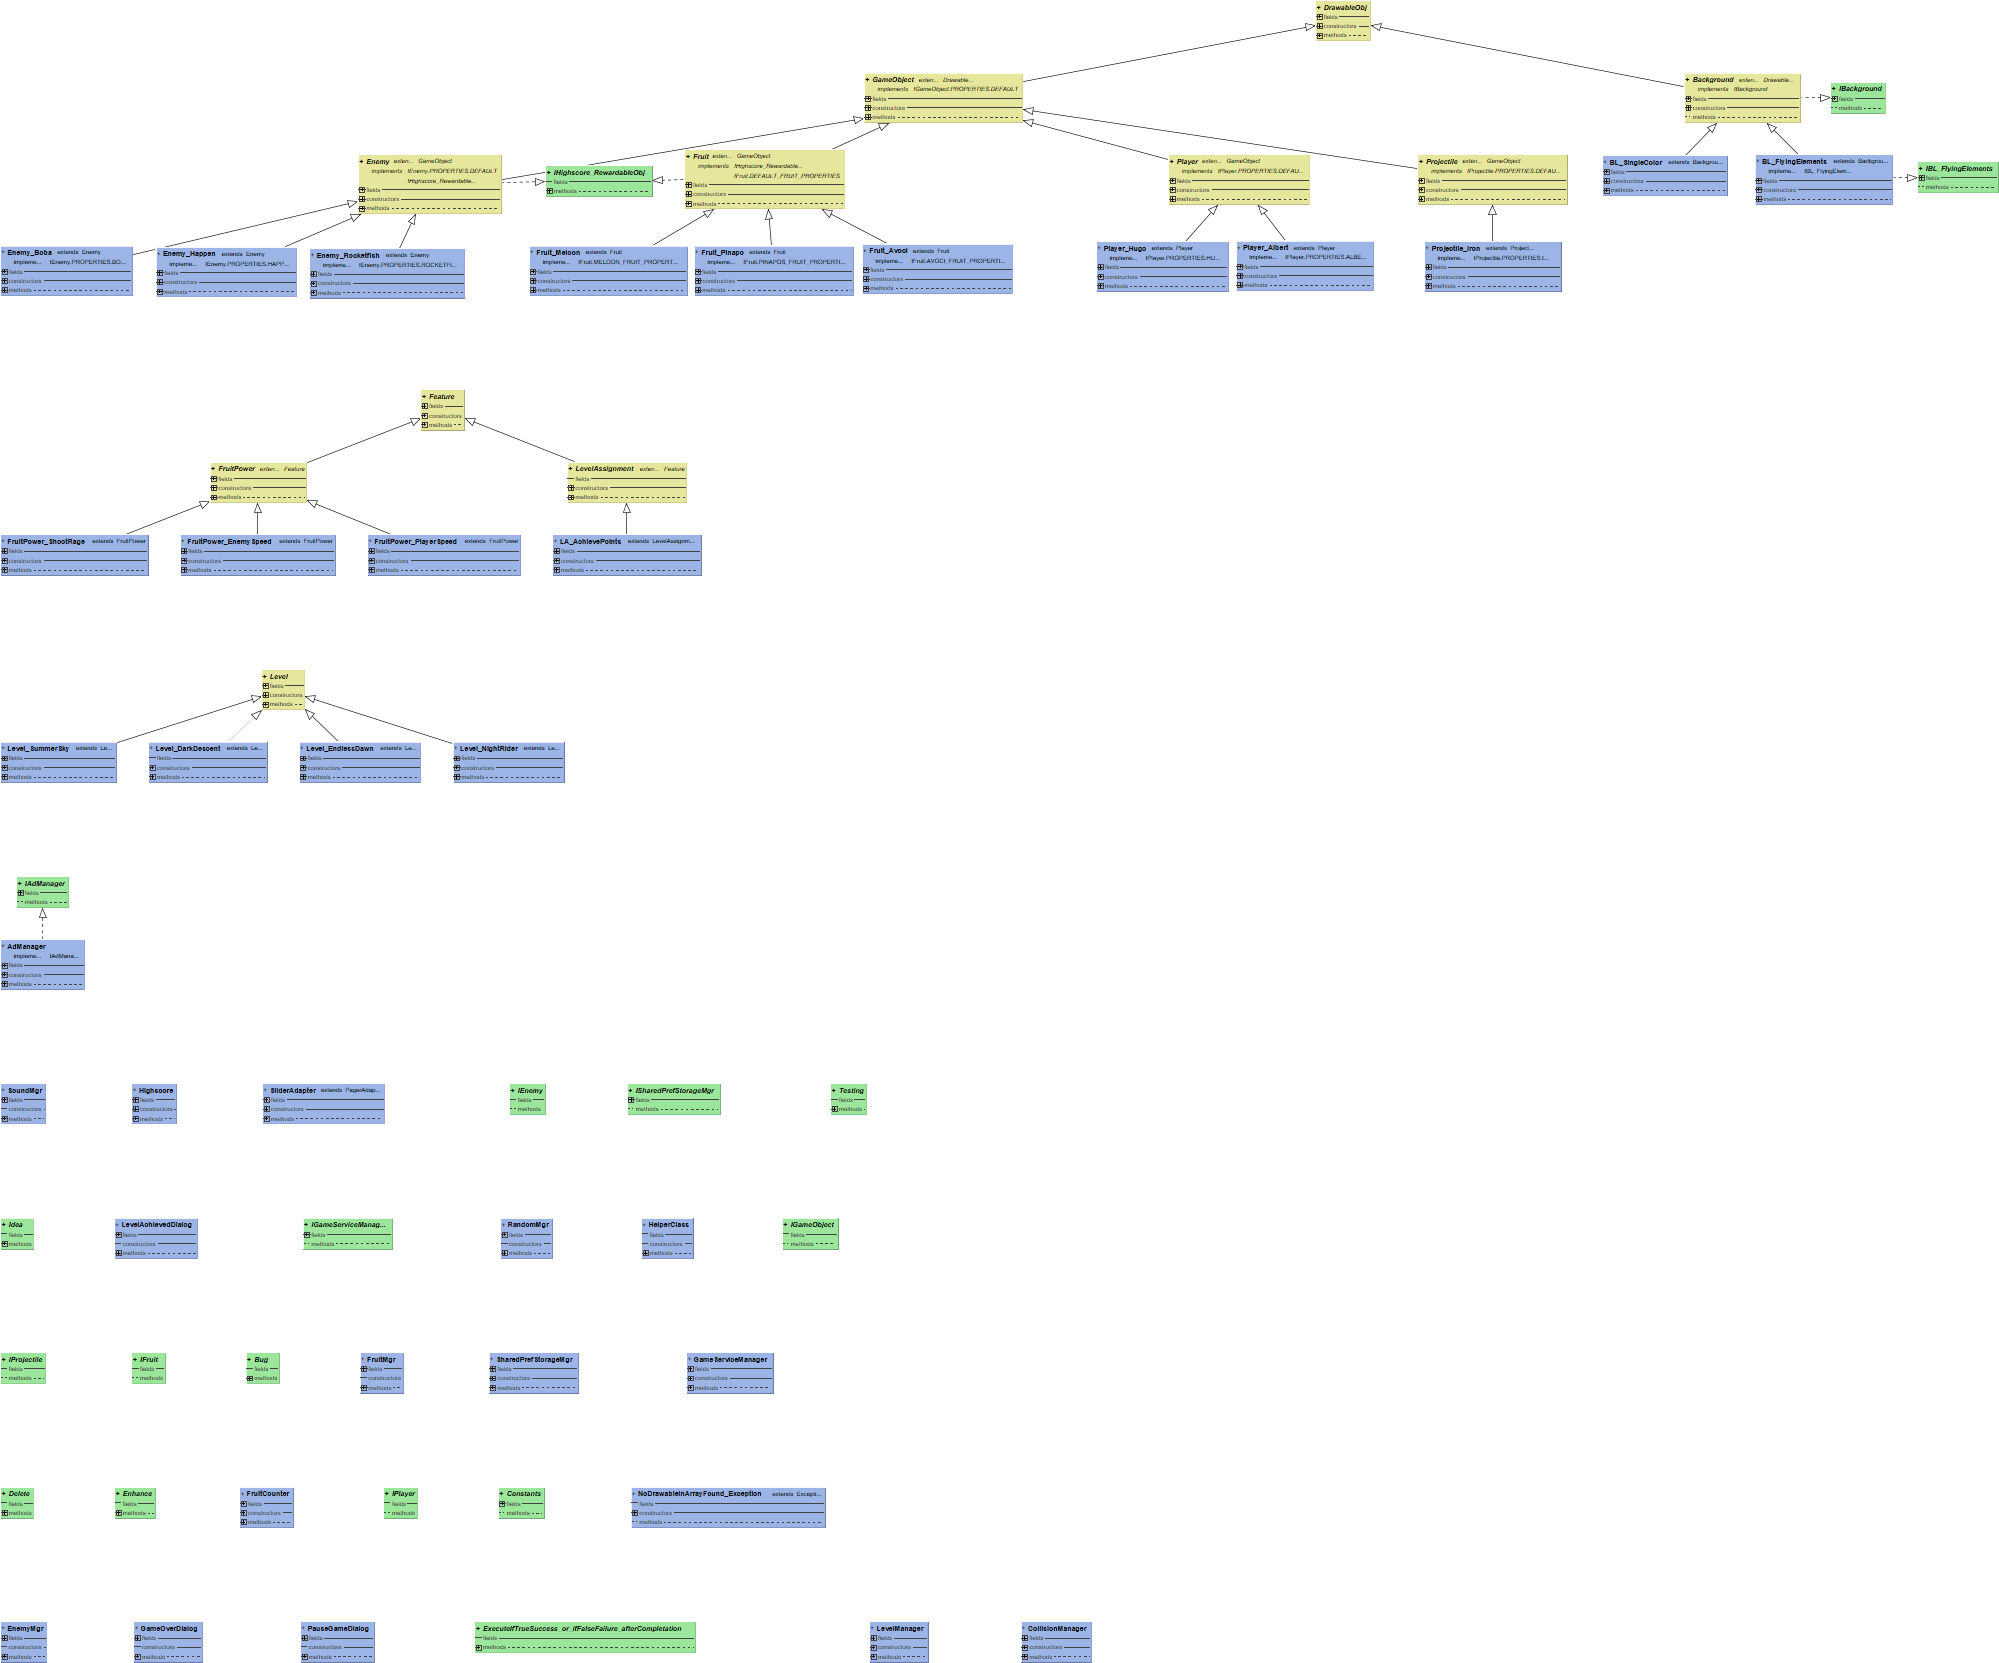 + DrawableObj
fields
constructors
methods
+ GameObject exten... Drawable...
implements IGameObject.PROPERTIES.DEFAULT
fields
constructors
methods
+ Background exten... Drawable...
implements IBackground
fields
constructors
methods
+ IBackground
fields
methods
+ Enemy exten... GameObject
implements IEnemy.PROPERTIES.DEFAULT
IHighscore_Rewardable...
fields
constructors
methods
+ IHighscore_RewardableObj
fields
methods
+ Fruit exten... GameObject
implements IHighscore_Rewardable...
IFruit.DEFAULT_FRUIT_PROPERTIES
fields
constructors
methods
+ Player exten... GameObject
implements IPlayer.PROPERTIES.DEFAU...
fields
constructors
methods
+ Projectile exten... GameObject
implements IProjectile.PROPERTIES.DEFAU...
fields
constructors
methods
+ BL_SingleColor extends Backgrou...
fields
constructors
methods
+ BL_FlyingElements extends Backgrou...
impleme... IBL_FlyingElem...
fields
constructors
methods
+ IBL_FlyingElements
fields
methods
+ Enemy_Boba extends Enemy
impleme... IEnemy.PROPERTIES.BO...
fields
constructors
methods
+ Enemy_Happen extends Enemy
impleme... IEnemy.PROPERTIES.HAPP...
fields
constructors
methods
+ Enemy_Rocketfish extends Enemy
impleme... IEnemy.PROPERTIES.ROCKETFI...
fields
constructors
methods
+ Fruit_Meloon extends Fruit
impleme... IFruit.MELOON_FRUIT_PROPERT...
fields
constructors
methods
+ Fruit_Pinapo extends Fruit
impleme... IFruit.PINAPOS_FRUIT_PROPERTI...
fields
constructors
methods
+ Fruit_Avoci extends Fruit
impleme... IFruit.AVOCI_FRUIT_PROPERTI...
fields
constructors
methods
+ Player_Hugo extends Player
impleme... IPlayer.PROPERTIES.HU...
fields
constructors
methods
+ Player_Albert extends Player
impleme... IPlayer.PROPERTIES.ALBE...
fields
constructors
methods
+ Projectile_Iron extends Project...
impleme... IProjectile.PROPERTIES.I...
fields
constructors
methods
+ Feature
fields
constructors
methods
+ FruitPower exten... Feature
fields
constructors
methods
+ LevelAssignment exten... Feature
fields
constructors
methods
+ FruitPower_ShootRage extends FruitPower
fields
constructors
methods
+ FruitPower_EnemySpeed extends FruitPower
fields
constructors
methods
+ FruitPower_PlayerSpeed extends FruitPower
fields
constructors
methods
+ LA_AchievePoints extends LevelAssignm...
fields
constructors
methods
+ Level
fields
constructors
methods
+ Level_SummerSky extends Le...
fields
constructors
methods
+ Level_DarkDescent extends Le...
fields
constructors
methods
+ Level_EndlessDawn extends Le...
fields
constructors
methods
+ Level_NightRider extends Le...
fields
constructors
methods
+ IAdManager
fields
methods
+ AdManager
impleme... IAdMana...
fields
constructors
methods
+ SoundMgr
fields
constructors
methods
+ Highscore
fields
constructors
methods
+ SliderAdapter extends PagerAdap...
fields
constructors
methods
+ IEnemy
fields
methods
+ ISharedPrefStorageMgr
fields
methods
+ Testing
fields
methods
+ Idea
fields
methods
+ LevelAchievedDialog
fields
constructors
methods
+ IGameServiceManag...
fields
methods
+ RandomMgr
fields
constructors
methods
+ HelperClass
fields
constructors
methods
+ IGameObject
fields
methods
+ IProjectile
fields
methods
+ IFruit
fields
methods
+ Bug
fields
methods
+ FruitMgr
fields
constructors
methods
+ SharedPrefStorageMgr
fields
constructors
methods
+ GameServiceManager
fields
constructors
methods
+ Delete
fields
methods
+ Enhance
fields
methods
+ FruitCounter
fields
constructors
methods
+ IPlayer
fields
methods
+ Constants
fields
methods
+ NoDrawableInArrayFound_Exception extends Excepti...
fields
constructors
methods
+ EnemyMgr
fields
constructors
methods
+ GameOverDialog
fields
constructors
methods
+ PauseGameDialog
fields
constructors
methods
+ ExecuteIfTrueSuccess_or_ifFalseFailure_afterCompletation
fields
methods
+ LevelManager
fields
constructors
methods
+ CollisionManager
fields
constructors
methods